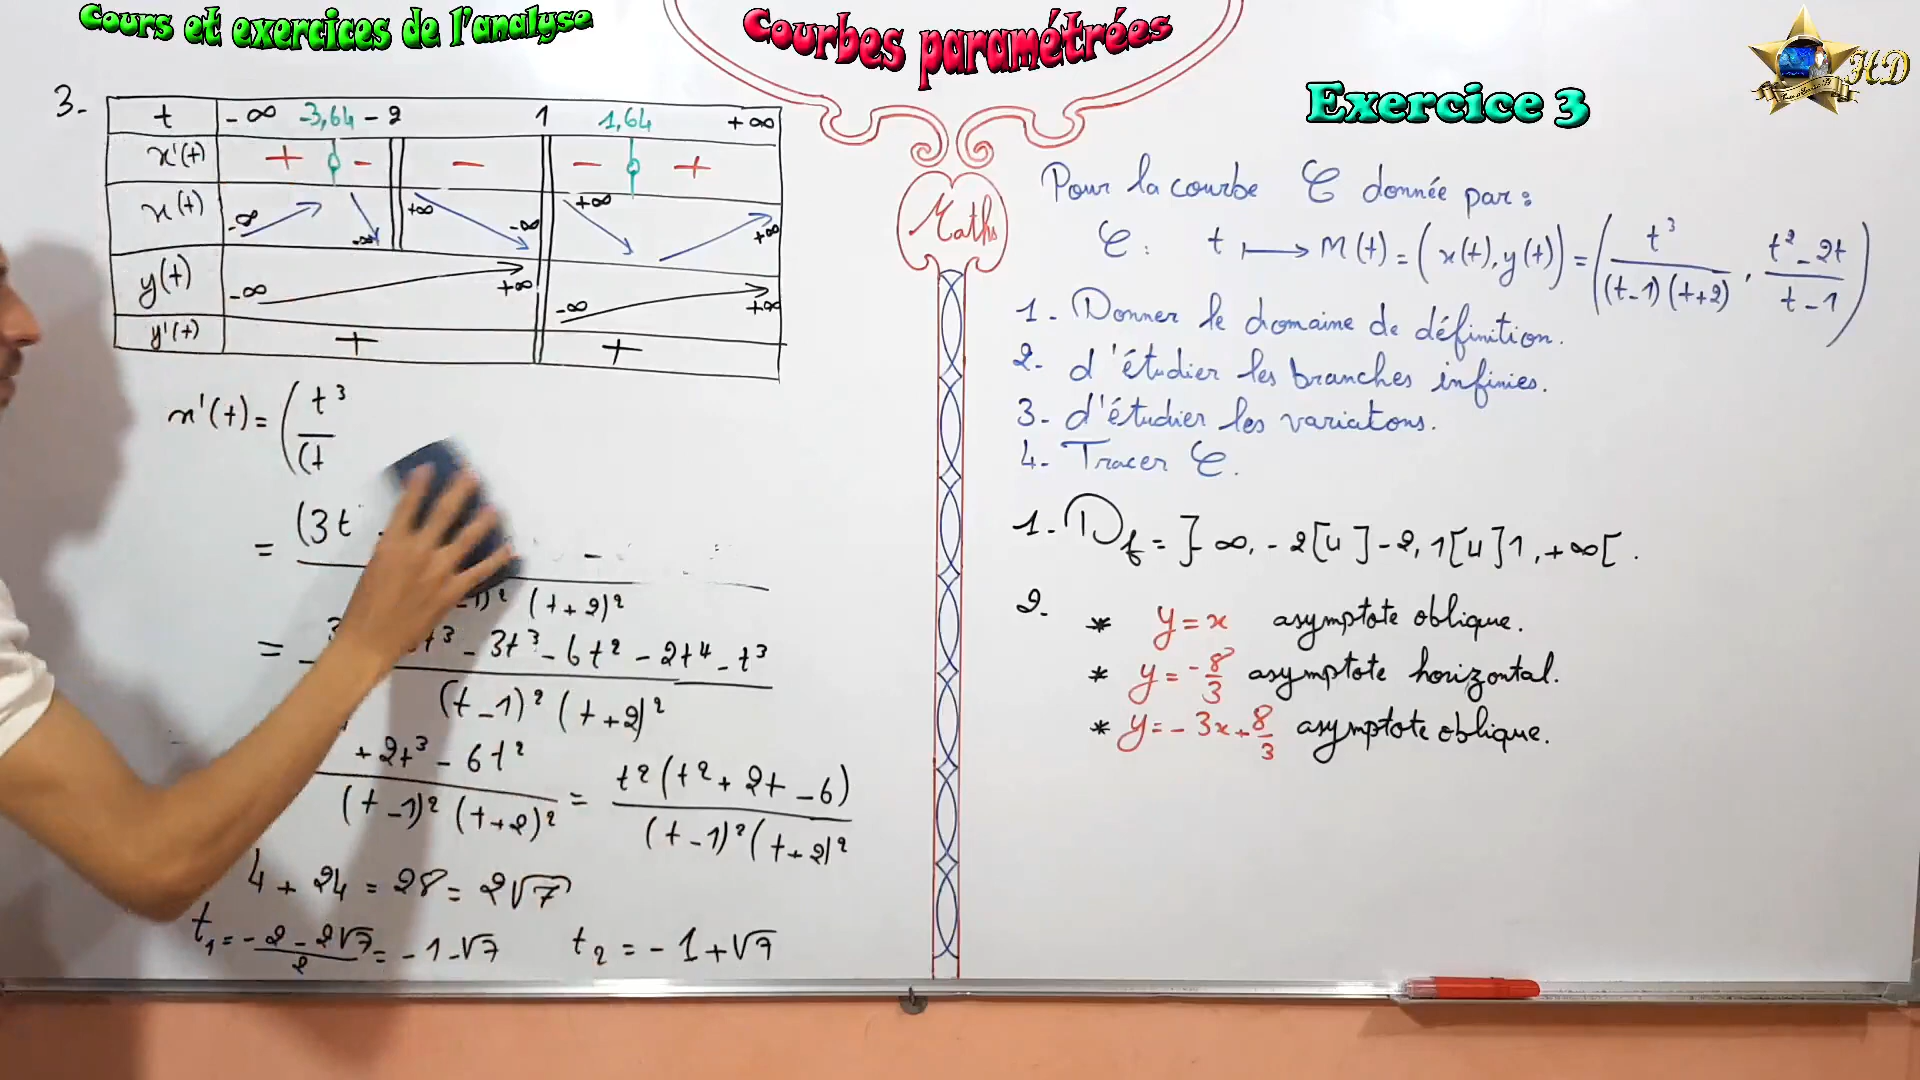 Cours et exercices de l'analyse
Courbes paramétrées
HD
Exercice 3
3-
t -∞ -3,64 -2 1 1,64 +∞
x'(t) + 0 - - - 0 +
x(t) -∞ -∞ +∞ -∞ +∞ +∞
y(t) -∞ +∞ -∞ +∞
y'(t) + +
x'(t) = ( t³ / (t
= (3t - / )² (t+2)²
= t³ - 3t³ - 6t² - 2t⁴ - t³ / (t-1)² (t+2)²
+ 2t³ - 6t² / (t-1)² (t+2)² = t² (t² + 2t - 6) / (t-1)² (t+2)²
4 + 24 = 28 = 2√7
t₁ = -2 - 2√7 / 2 = -1 - √7 t₂ = -1 + √7
Maths
Pour la courbe C donnée par :
C : t ⟼ M(t) = (x(t), y(t)) = ( t³ / (t-1)(t+2) , t² - 2t / t - 1 )
1- Donner le domaine de définition.
2- d'étudier les branches infinies.
3- d'étudier les variatons.
4- Tracer C.
1- Df = ]-∞, -2[ U ]-2, 1[ U ]1, +∞[ .
2- * y = x asymptote oblique.
* y = -8/3 asymptote horizontal.
* y = -3x + 8/3 asymptote oblique.